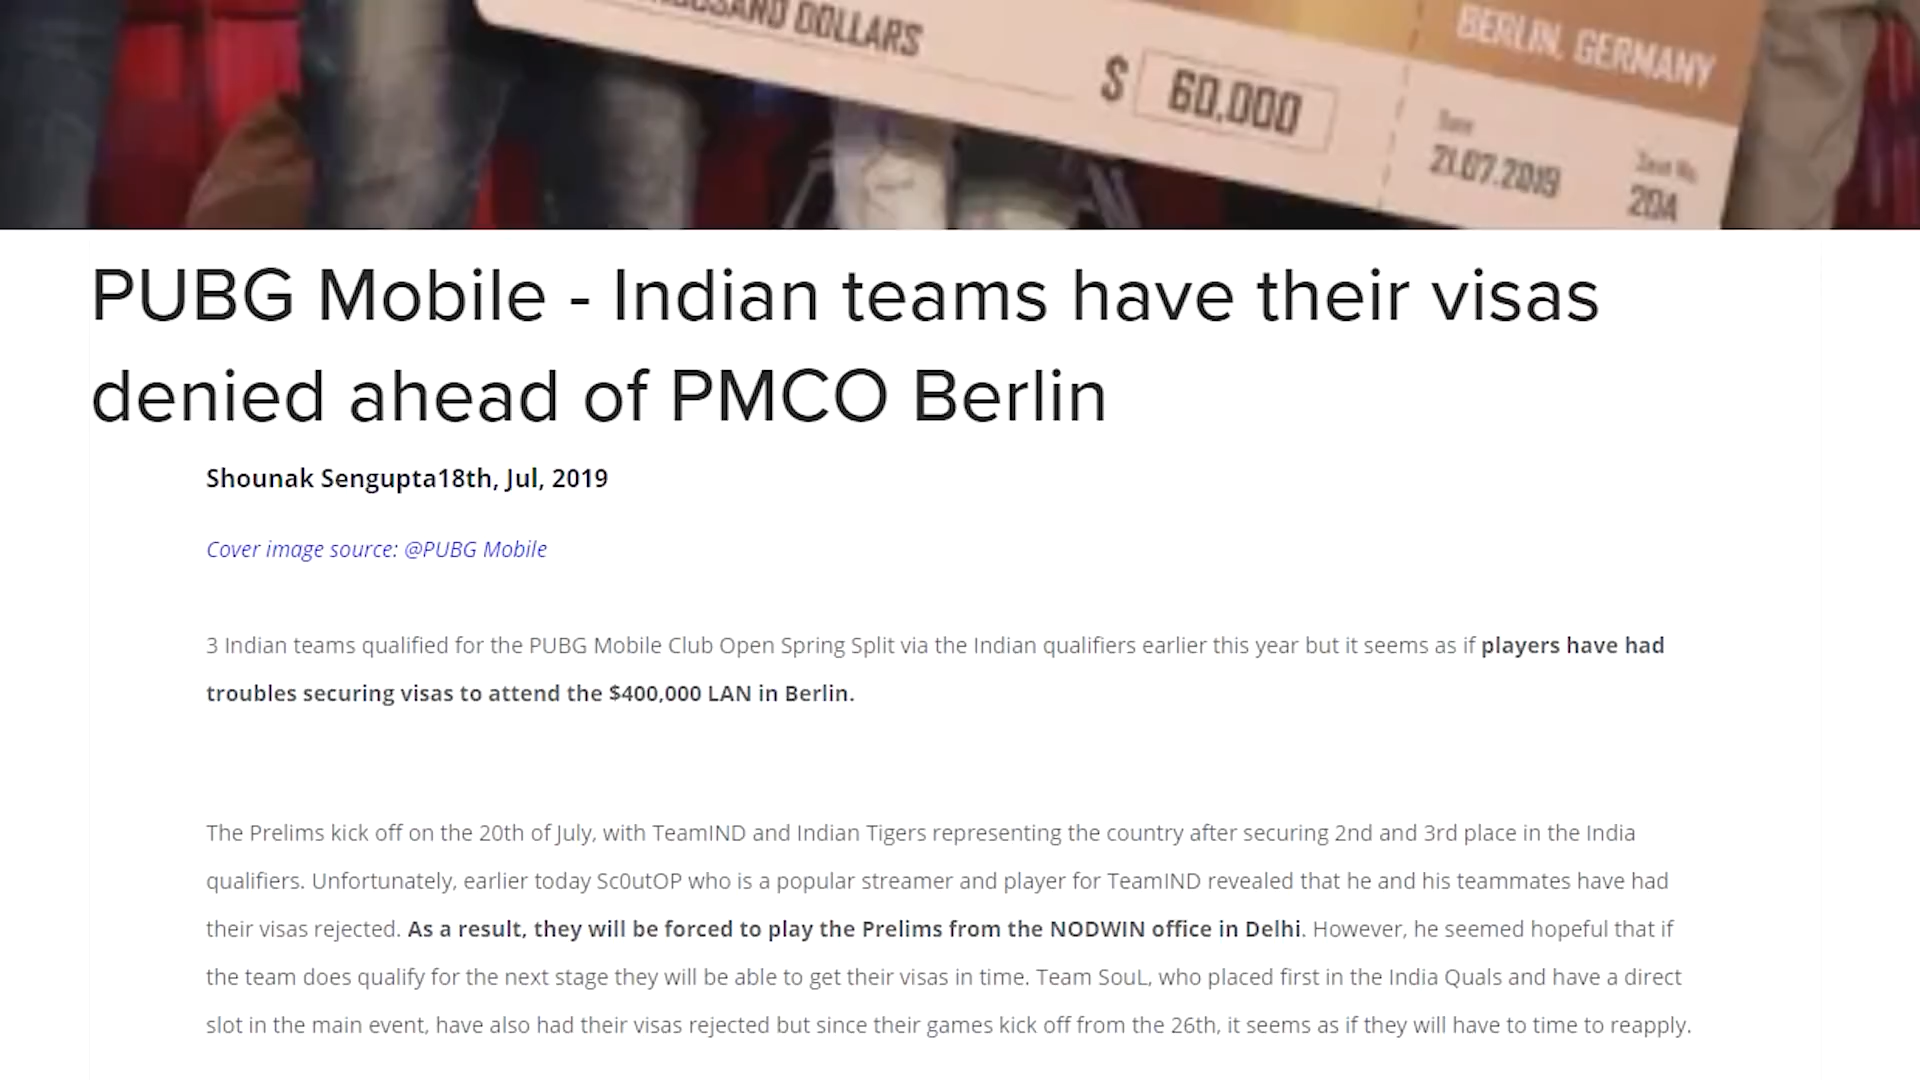 DOLLARS
$ 60,000
BERLIN, GERMANY
Date
21.07.2019
20A
PUBG Mobile - Indian teams have their visas
denied ahead of PMCO Berlin
Shounak Sengupta18th, Jul, 2019
Cover image source: @PUBG Mobile
3 Indian teams qualified for the PUBG Mobile Club Open Spring Split via the Indian qualifiers earlier this year but it seems as if players have had
troubles securing visas to attend the $400,000 LAN in Berlin.
The Prelims kick off on the 20th of July, with TeamIND and Indian Tigers representing the country after securing 2nd and 3rd place in the India
qualifiers. Unfortunately, earlier today Sc0utOP who is a popular streamer and player for TeamIND revealed that he and his teammates have had
their visas rejected. As a result, they will be forced to play the Prelims from the NODWIN office in Delhi. However, he seemed hopeful that if
the team does qualify for the next stage they will be able to get their visas in time. Team SouL, who placed first in the India Quals and have a direct
slot in the main event, have also had their visas rejected but since their games kick off from the 26th, it seems as if they will have to time to reapply.